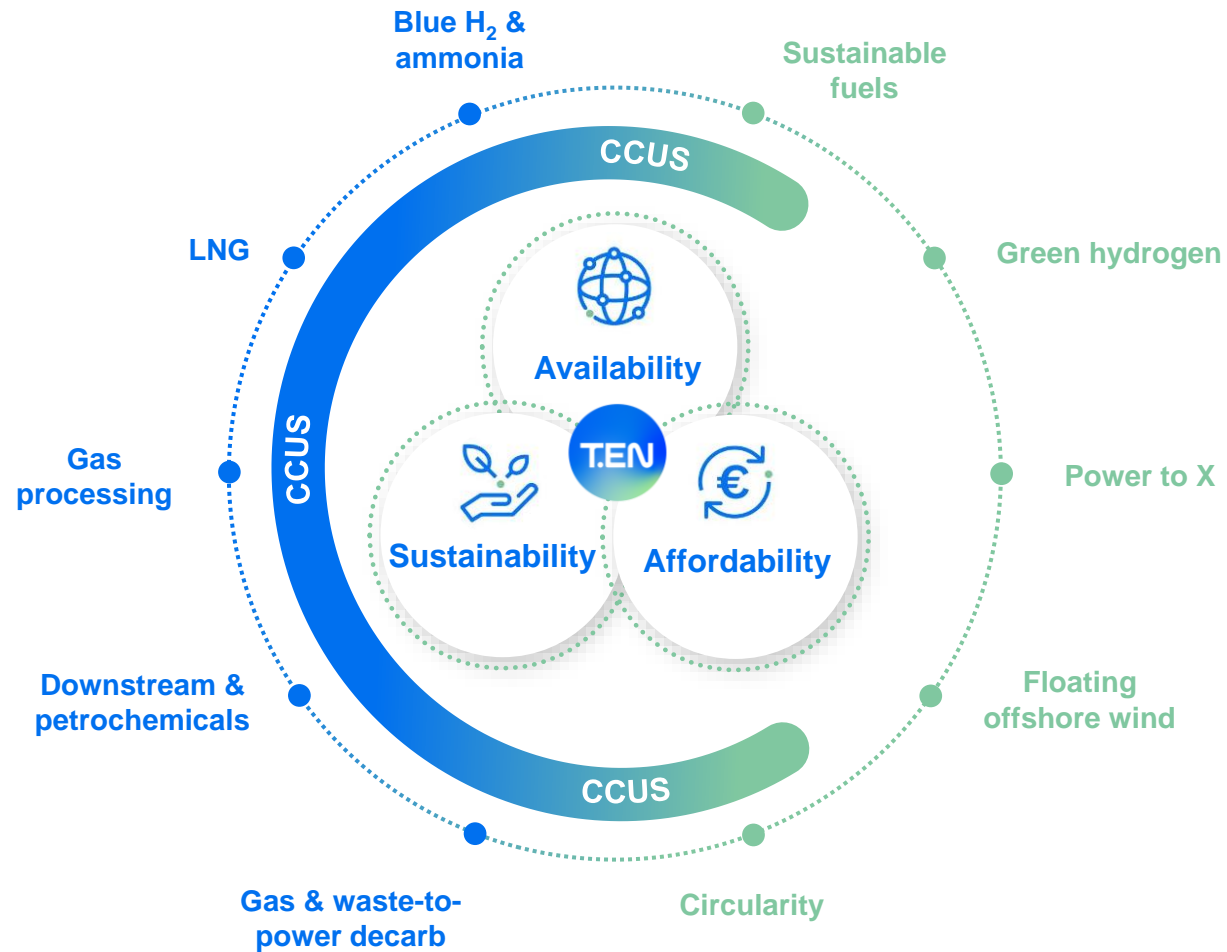 Blue H₂ &
ammonia
Sustainable
fuels
CCUS
LNG
Green hydrogen
Availability
CCUS
T.EN
Gas
processing
Power to X
€
Sustainability
Affordability
Downstream &
petrochemicals
Floating
offshore wind
CCUS
Gas & waste-to-
power decarb
Circularity